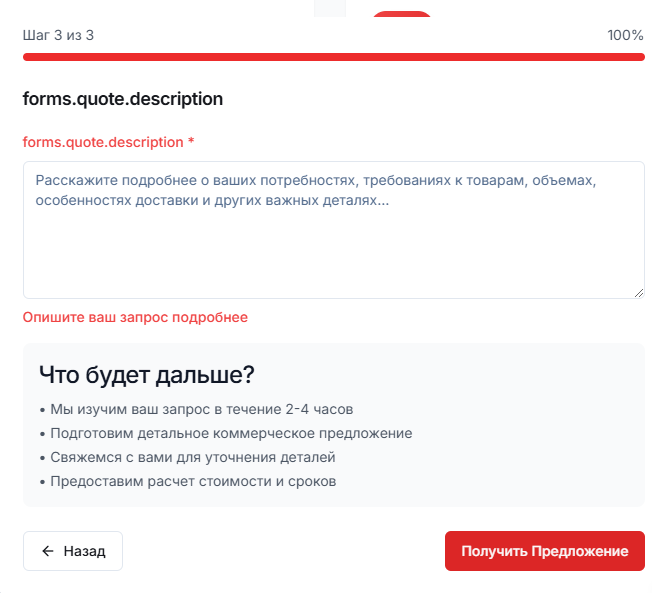 Шаг 3 из 3
100%
forms.quote.description
forms.quote.description *
Расскажите подробнее о ваших потребностях, требованиях к товарам, объемах,
особенностях доставки и других важных деталях...
Опишите ваш запрос подробнее
Что будет дальше?
• Мы изучим ваш запрос в течение 2-4 часов
• Подготовим детальное коммерческое предложение
• Свяжемся с вами для уточнения деталей
• Предоставим расчет стоимости и сроков
← Назад
Получить Предложение